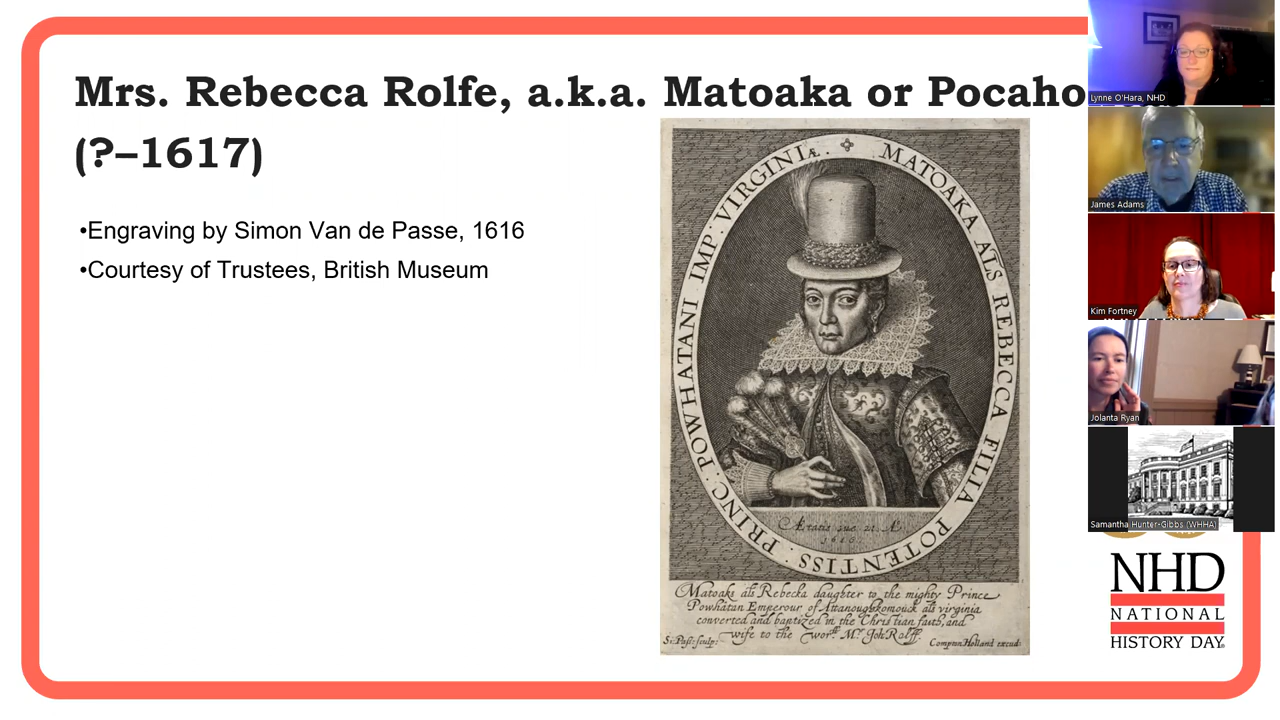 Mrs. Rebecca Rolfe, a.k.a. Matoaka or Pocaho
(?–1617)
•Engraving by Simon Van de Passe, 1616
•Courtesy of Trustees, British Museum
MATOAKA ALS REBECCA FILIA POTENTISS : PRINC : POWHATANI IMP : VIRGINIÆ .
Ætatis suæ 21. A
1616.
Matoaks als Rebecka daughter to the mighty Prince
Powhâtan Emperour of Attanoughkomouck als virginia
converted and baptized in the Christian faith, and
wife to the worff Mr. Joh Rolff.
Si: Pass: sculp: Compton Holland excud:
Lynne O'Hara, NHD
James Adams
Kim Fortney
Jolanta Ryan
Samantha Hunter-Gibbs (WHHA)
NHD
NATIONAL
HISTORY DAY